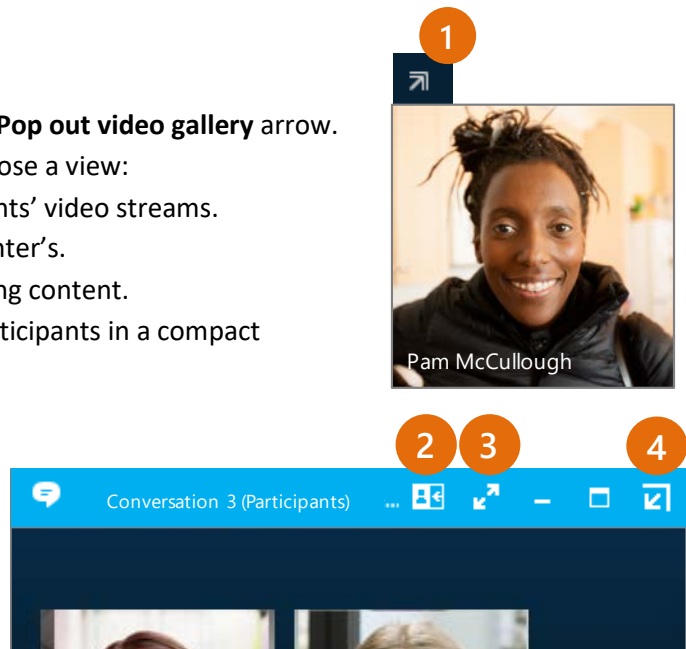 1
Pop out video gallery arrow.
ose a view:
nts’ video streams.
nter’s.
ng content.
ticipants in a compact
Pam McCullough
2 3 4
Conversation 3 (Participants) ...